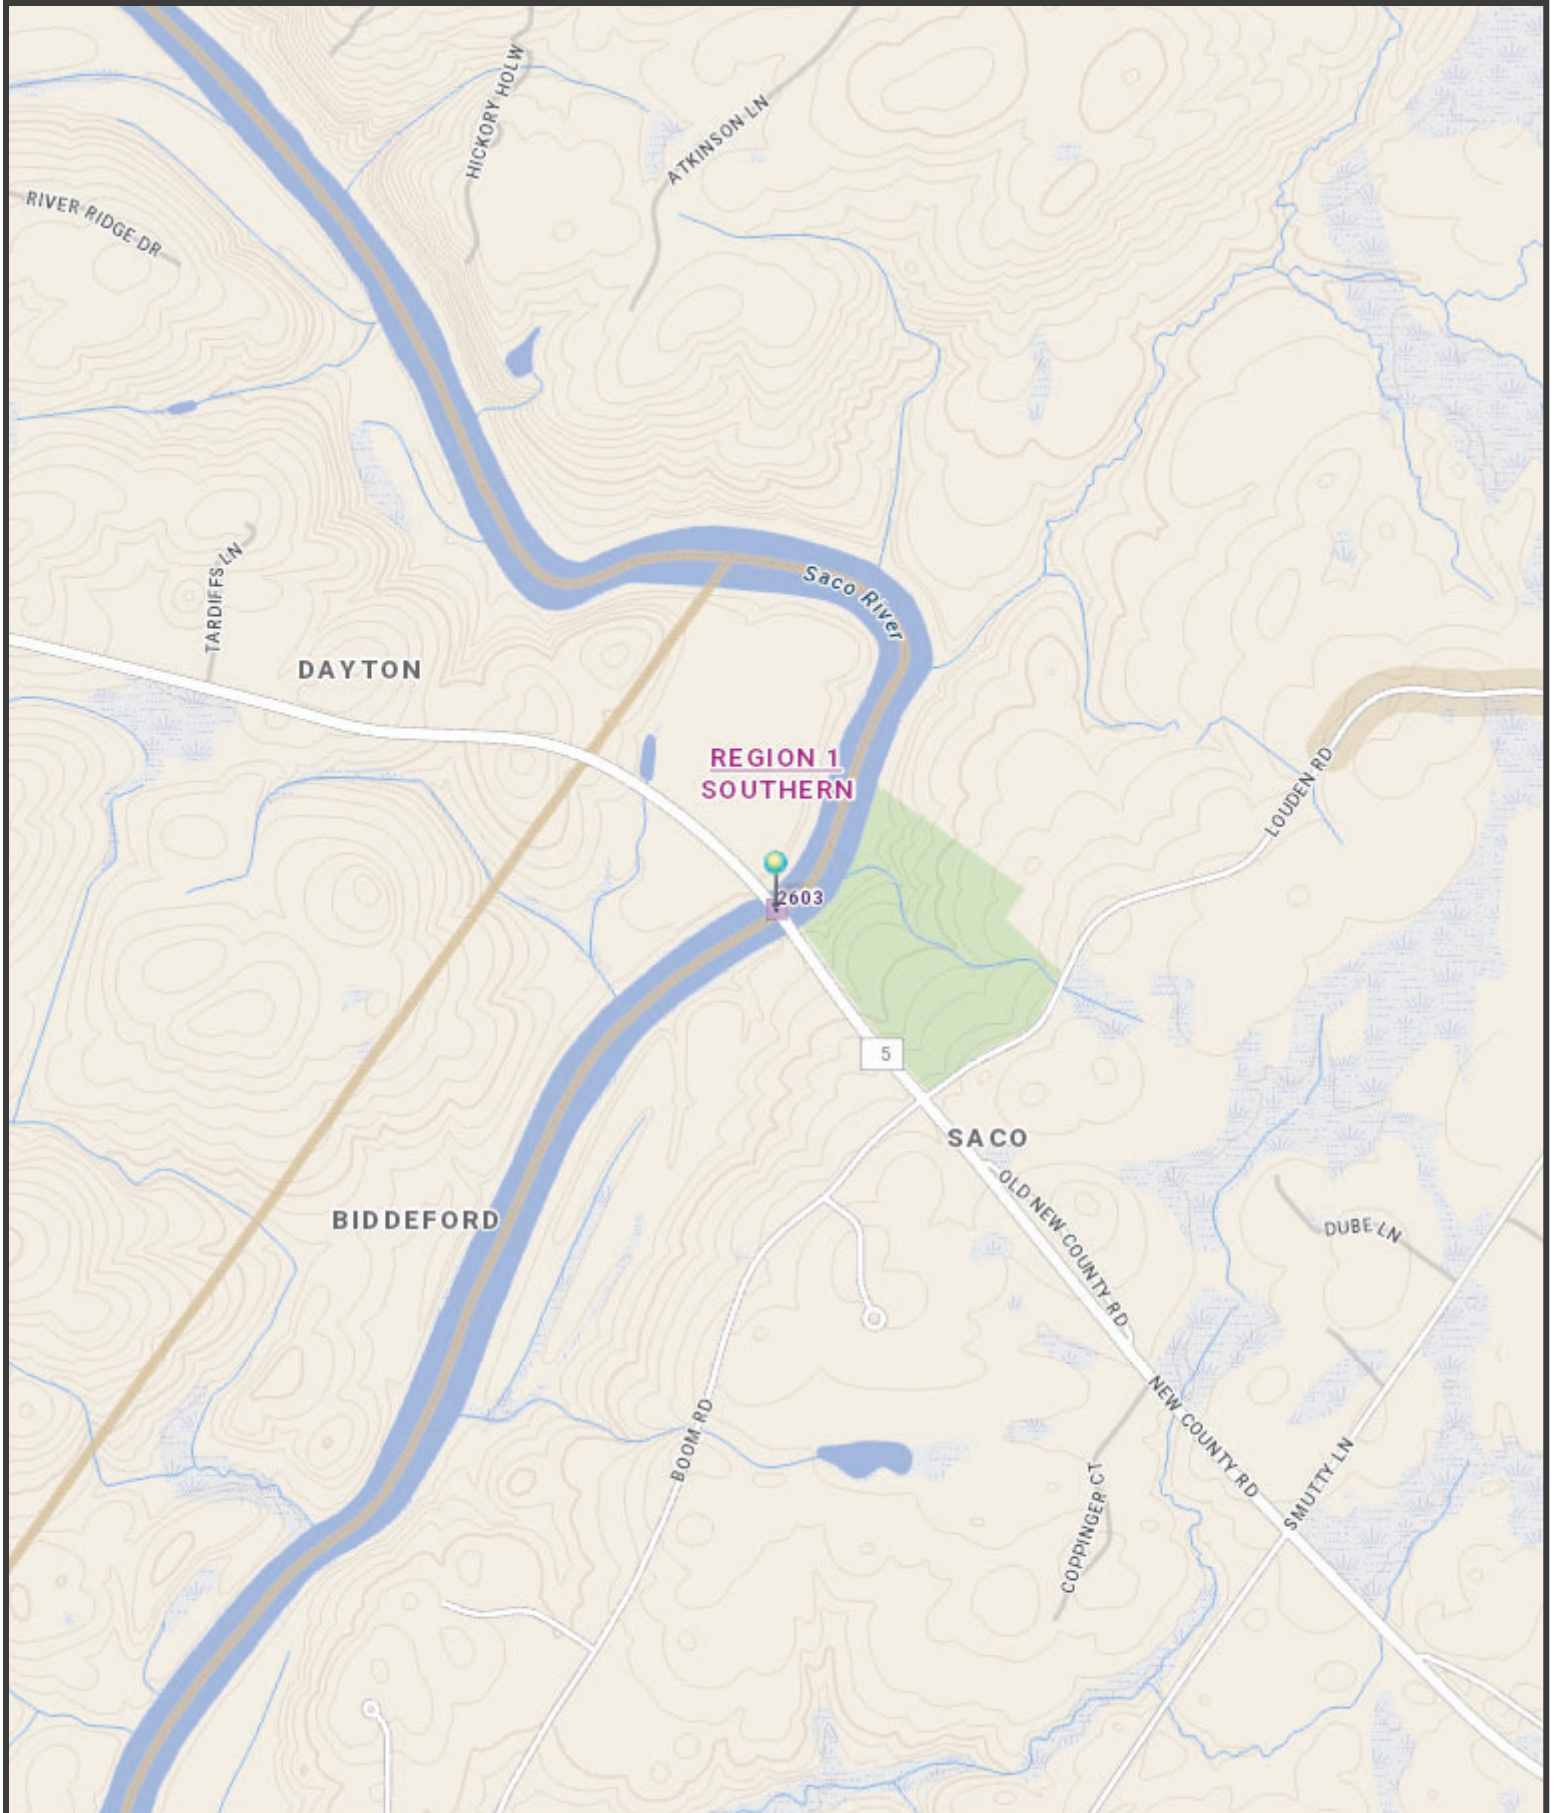 HICKORY HOLW
ATKINSON LN
RIVER RIDGE DR
TARDIFFS LN
Saco River
DAYTON
REGION 1
SOUTHERN
LOUDEN RD
2603
5
SACO
OLD NEW COUNTY RD
BIDDEFORD
DUBE LN
NEW COUNTY RD
BOOM RD
SMUTTY LN
COPPINGER CT